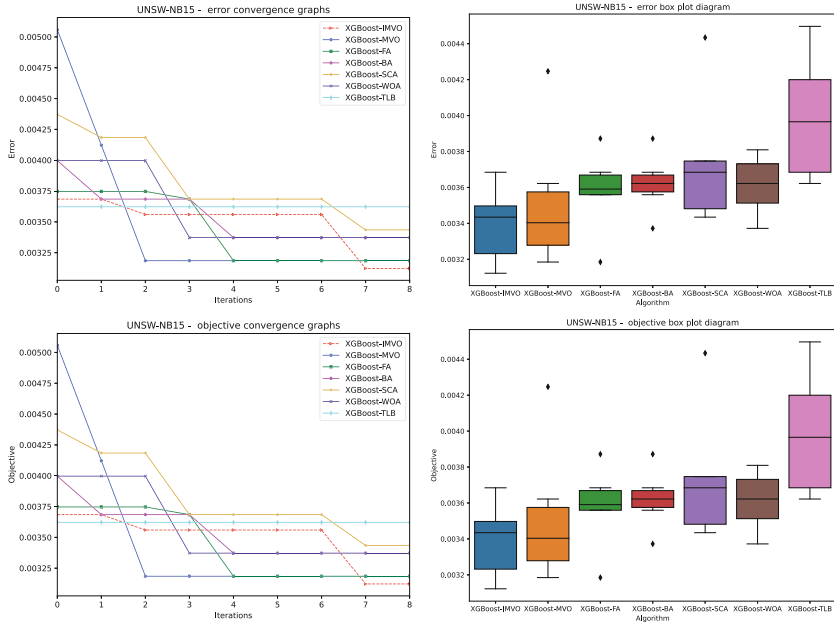 UNSW-NB15 - error convergence graphs
0.00500
0.00475
0.00450
0.00425
0.00400
0.00375
0.00350
0.00325
Error
0 1 2 3 4 5 6 7 8
Iterations
XGBoost-IMVO
XGBoost-MVO
XGBoost-FA
XGBoost-BA
XGBoost-SCA
XGBoost-WOA
XGBoost-TLB
UNSW-NB15 - error box plot diagram
0.0044
0.0042
0.0040
0.0038
0.0036
0.0034
0.0032
Error
XGBoost-IMVO XGBoost-MVO XGBoost-FA XGBoost-BA XGBoost-SCA XGBoost-WOA XGBoost-TLB
Algorithm
UNSW-NB15 - objective convergence graphs
0.00500
0.00475
0.00450
0.00425
0.00400
0.00375
0.00350
0.00325
Objective
0 1 2 3 4 5 6 7 8
Iterations
XGBoost-IMVO
XGBoost-MVO
XGBoost-FA
XGBoost-BA
XGBoost-SCA
XGBoost-WOA
XGBoost-TLB
UNSW-NB15 - objective box plot diagram
0.0044
0.0042
0.0040
0.0038
0.0036
0.0034
0.0032
Objective
XGBoost-IMVO XGBoost-MVO XGBoost-FA XGBoost-BA XGBoost-SCA XGBoost-WOA XGBoost-TLB
Algorithm